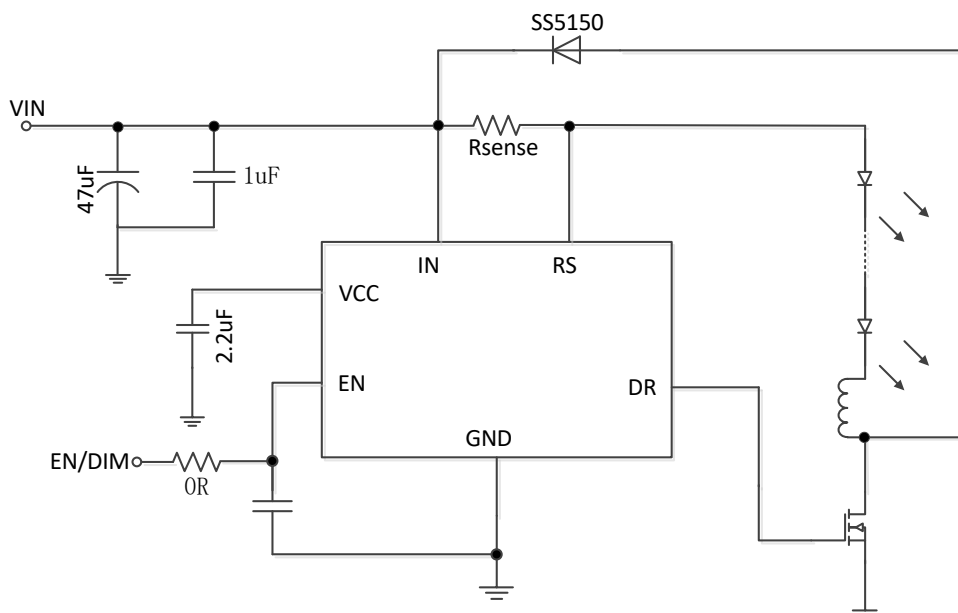 SS5150
VIN
Rsense
47uF
1uF
IN
RS
VCC
2.2uF
EN
DR
GND
EN/DIM
0R